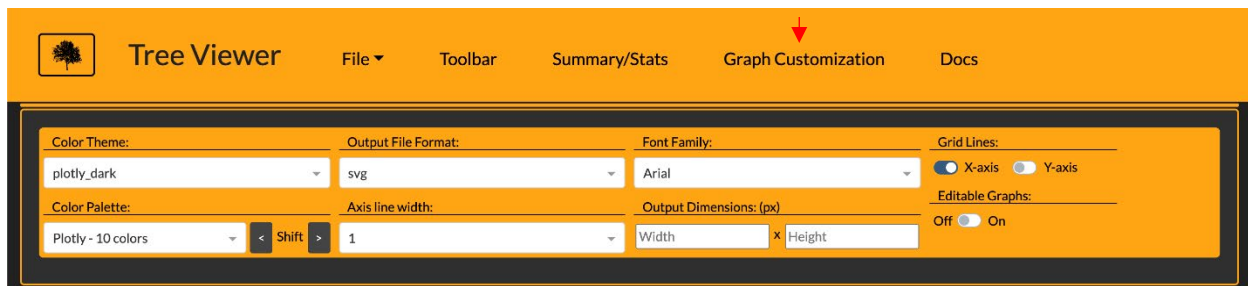 Tree Viewer File Toolbar Summary/Stats Graph Customization Docs
Color Theme: Output File Format: Font Family: Grid Lines:
plotly_dark svg Arial X-axis Y-axis
Color Palette: Axis line width: Output Dimensions: (px) Editable Graphs:
Plotly - 10 colors < Shift > 1 Width x Height Off On